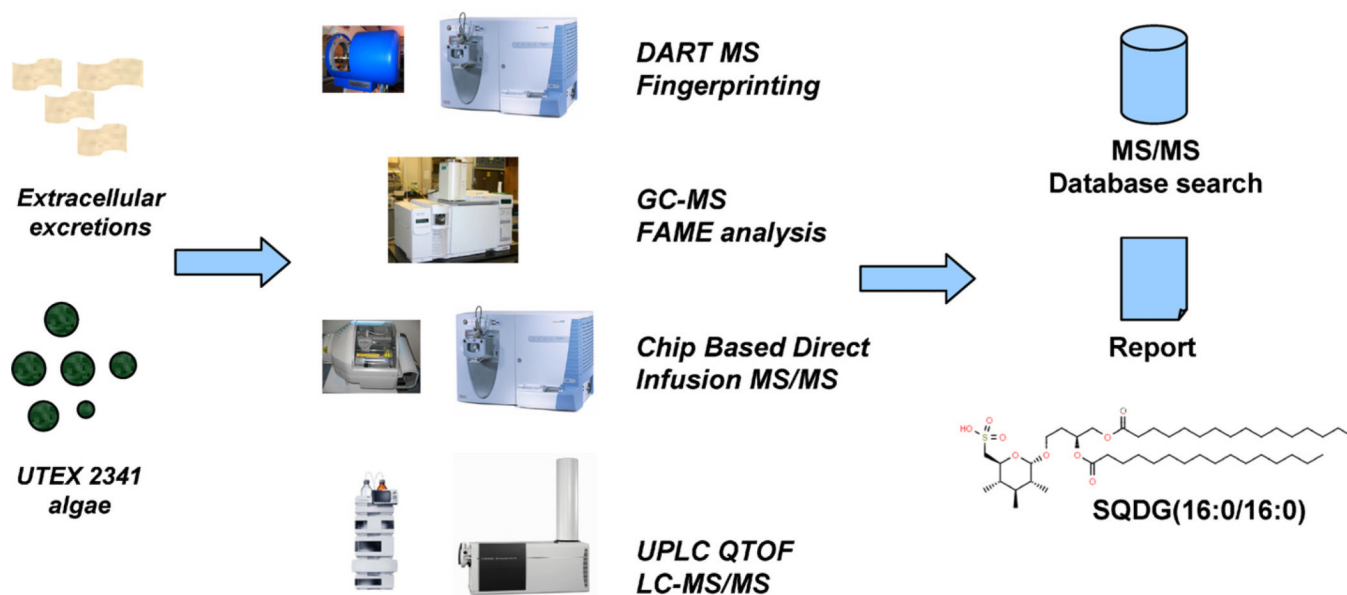 Extracellular
excretions
UTEX 2341
algae
DART MS
Fingerprinting
GC-MS
FAME analysis
Chip Based Direct
Infusion MS/MS
UPLC QTOF
LC-MS/MS
MS/MS
Database search
Report
HO
O
S
O
O
O
O
O
O
O
SQDG(16:0/16:0)